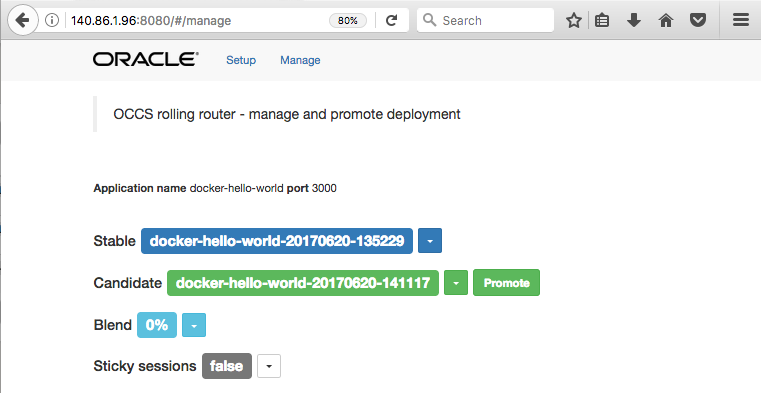 140.86.1.96:8080/#/manage 80% Search
ORACLE® Setup Manage
OCCS rolling router - manage and promote deployment
Application name docker-hello-world port 3000
Stable docker-hello-world-20170620-135229
Candidate docker-hello-world-20170620-141117 Promote
Blend 0%
Sticky sessions false